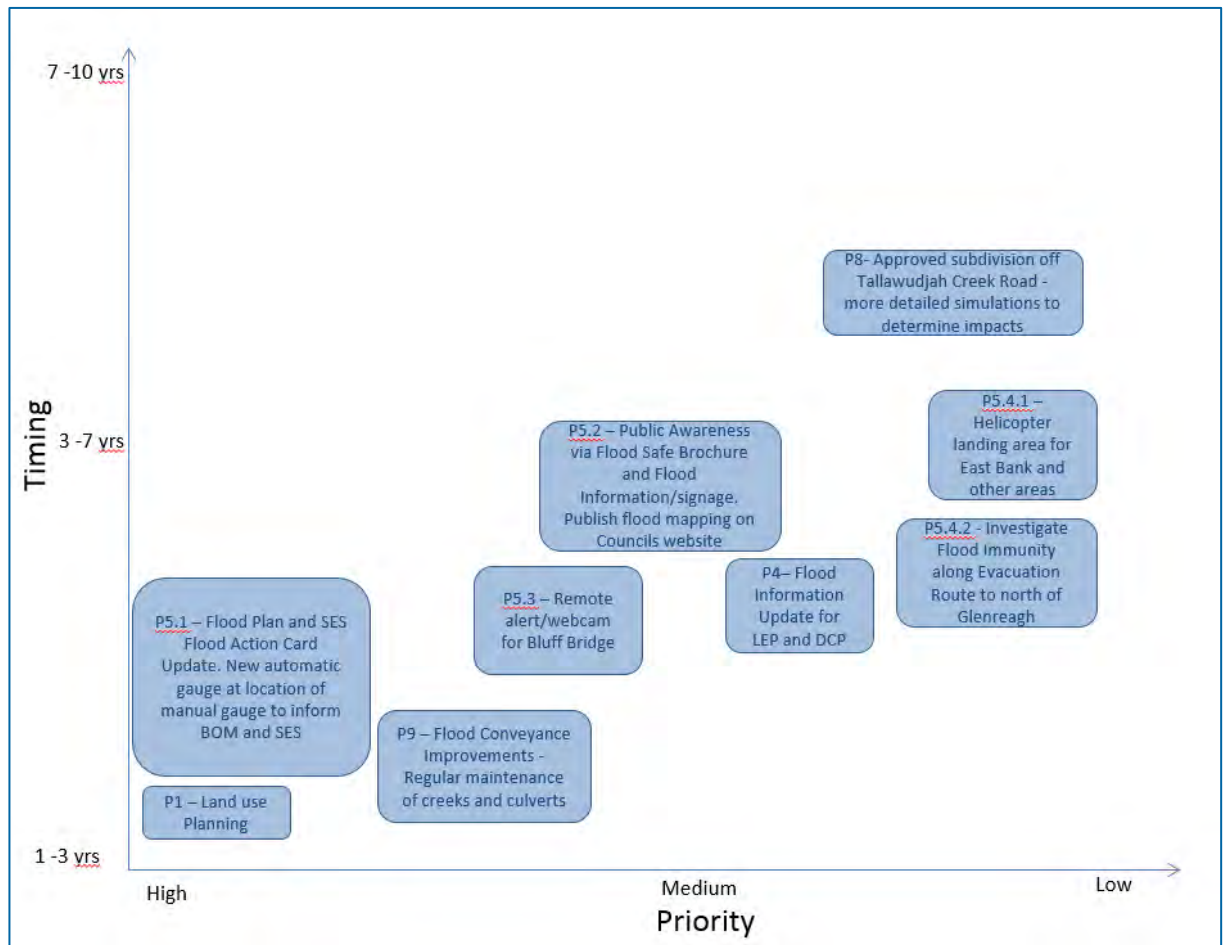 7 -10 yrs
P8- Approved subdivision off
Tallawudjah Creek Road -
more detailed simulations to
determine impacts
Timing
3 -7 yrs
P5.4.1 –
Helicopter
landing area for
East Bank and
other areas
P5.2 – Public Awareness
via Flood Safe Brochure
and Flood
Information/signage.
Publish flood mapping on
Councils website
P5.4.2 - Investigate
Flood Immunity
along Evacuation
Route to north of
Glenreagh
P4– Flood
Information
Update for
LEP and DCP
P5.3 – Remote
alert/webcam
for Bluff Bridge
P5.1 – Flood Plan and SES
Flood Action Card
Update. New automatic
gauge at location of
manual gauge to inform
BOM and SES
P9 – Flood Conveyance
Improvements -
Regular maintenance
of creeks and culverts
P1 – Land use
Planning
1 -3 yrs
High
Medium
Low
Priority